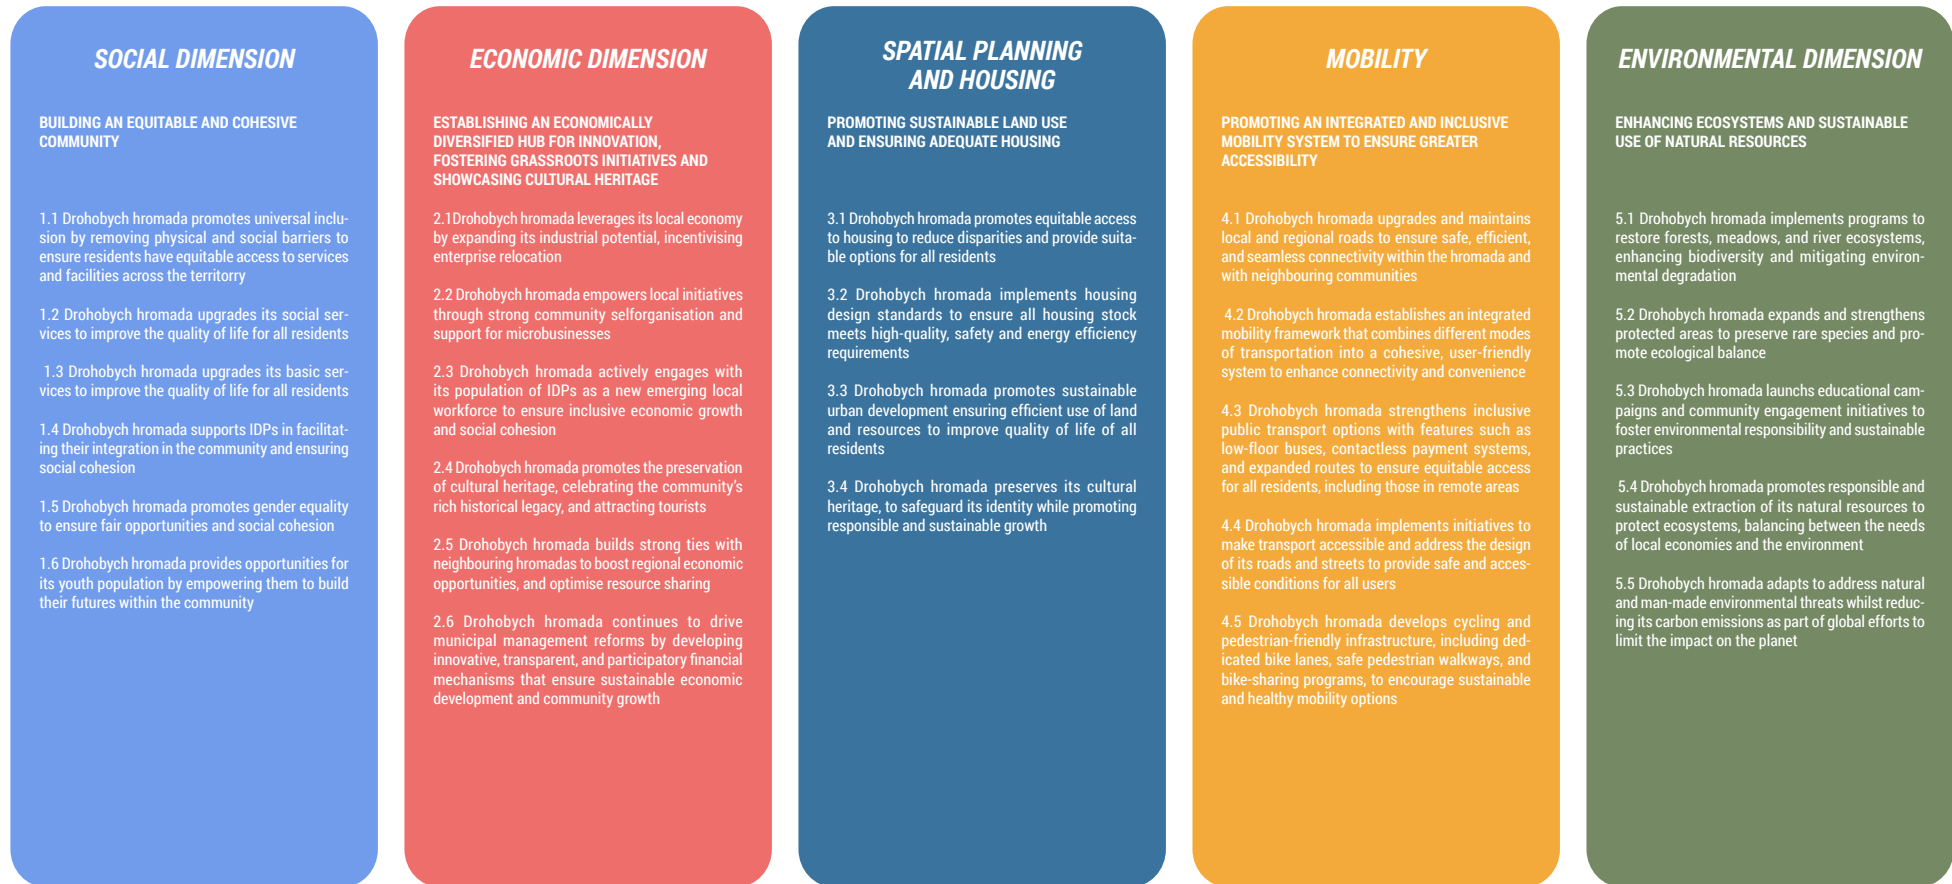 SOCIAL DIMENSION
BUILDING AN EQUITABLE AND COHESIVE
COMMUNITY
1.1 Drohobych hromada promotes universal inclu-
sion by removing physical and social barriers to
ensure residents have equitable access to services
and facilities across the territorry
1.2 Drohobych hromada upgrades its social ser-
vices to improve the quality of life for all residents
1.3 Drohobych hromada upgrades its basic ser-
vices to improve the quality of life for all residents
1.4 Drohobych hromada supports IDPs in facilitat-
ing their integration in the community and ensuring
social cohesion
1.5 Drohobych hromada promotes gender equality
to ensure fair opportunities and social cohesion
1.6 Drohobych hromada provides opportunities for
its youth population by empowering them to build
their futures within the community
ECONOMIC DIMENSION
ESTABLISHING AN ECONOMICALLY
DIVERSIFIED HUB FOR INNOVATION,
FOSTERING GRASSROOTS INITIATIVES AND
SHOWCASING CULTURAL HERITAGE
2.1Drohobych hromada leverages its local economy
by expanding its industrial potential, incentivising
enterprise relocation
2.2 Drohobych hromada empowers local initiatives
through strong community selforganisation and
support for microbusinesses
2.3 Drohobych hromada actively engages with
its population of IDPs as a new emerging local
workforce to ensure inclusive economic growth
and social cohesion
2.4 Drohobych hromada promotes the preservation
of cultural heritage, celebrating the community's
rich historical legacy, and attracting tourists
2.5 Drohobych hromada builds strong ties with
neighbouring hromadas to boost regional economic
opportunities, and optimise resource sharing
2.6 Drohobych hromada continues to drive
municipal management reforms by developing
innovative, transparent, and participatory financial
mechanisms that ensure sustainable economic
development and community growth
SPATIAL PLANNING
AND HOUSING
PROMOTING SUSTAINABLE LAND USE
AND ENSURING ADEQUATE HOUSING
3.1 Drohobych hromada promotes equitable access
to housing to reduce disparities and provide suita-
ble options for all residents
3.2 Drohobych hromada implements housing
design standards to ensure all housing stock
meets high-quality, safety and energy efficiency
requirements
3.3 Drohobych hromada promotes sustainable
urban development ensuring efficient use of land
and resources to improve quality of life of all
residents
3.4 Drohobych hromada preserves its cultural
heritage, to safeguard its identity while promoting
responsible and sustainable growth
MOBILITY
PROMOTING AN INTEGRATED AND INCLUSIVE
MOBILITY SYSTEM TO ENSURE GREATER
ACCESSIBILITY
4.1 Drohobych hromada upgrades and maintains
local and regional roads to ensure safe, efficient,
and seamless connectivity within the hromada and
with neighbouring communities
4.2 Drohobych hromada establishes an integrated
mobility framework that combines different modes
of transportation into a cohesive, user-friendly
system to enhance connectivity and convenience
4.3 Drohobych hromada strengthens inclusive
public transport options with features such as
low-floor buses, contactless payment systems,
and expanded routes to ensure equitable access
for all residents, including those in remote areas
4.4 Drohobych hromada implements initiatives to
make transport accessible and address the design
of its roads and streets to provide safe and acces-
sible conditions for all users
4.5 Drohobych hromada develops cycling and
pedestrian-friendly infrastructure, including ded-
icated bike lanes, safe pedestrian walkways, and
bike-sharing programs, to encourage sustainable
and healthy mobility options
ENVIRONMENTAL DIMENSION
ENHANCING ECOSYSTEMS AND SUSTAINABLE
USE OF NATURAL RESOURCES
5.1 Drohobych hromada implements programs to
restore forests, meadows, and river ecosystems,
enhancing biodiversity and mitigating environ-
mental degradation
5.2 Drohobych hromada expands and strengthens
protected areas to preserve rare species and pro-
mote ecological balance
5.3 Drohobych hromada launchs educational cam-
paigns and community engagement initiatives to
foster environmental responsibility and sustainable
practices
5.4 Drohobych hromada promotes responsible and
sustainable extraction of its natural resources to
protect ecosystems, balancing between the needs
of local economies and the environment
5.5 Drohobych hromada adapts to address natural
and man-made environmental threats whilst reduc-
ing its carbon emissions as part of global efforts to
limit the impact on the planet